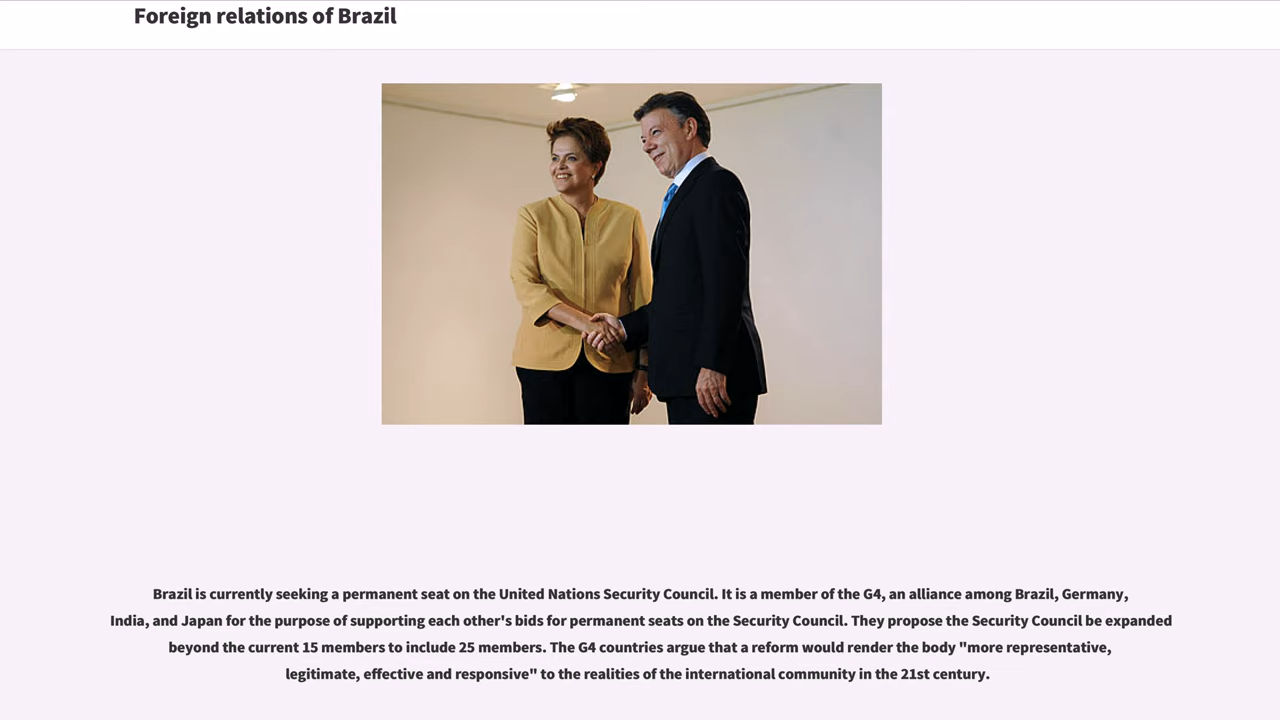 Foreign relations of Brazil
Brazil is currently seeking a permanent seat on the United Nations Security Council. It is a member of the G4, an alliance among Brazil, Germany,
India, and Japan for the purpose of supporting each other's bids for permanent seats on the Security Council. They propose the Security Council be expanded
beyond the current 15 members to include 25 members. The G4 countries argue that a reform would render the body "more representative,
legitimate, effective and responsive" to the realities of the international community in the 21st century.